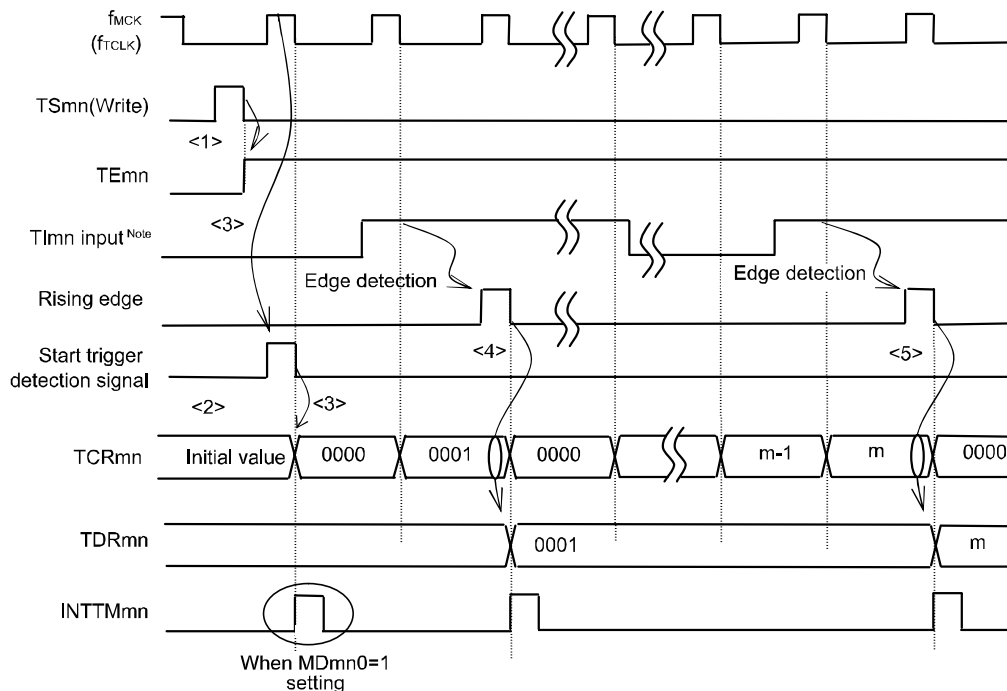 fMCK
(fTCLK)
TSmn(Write)
<1>
TEmn
<3>
TImn input Note
Edge detection
Edge detection
Rising edge
<4>
<5>
Start trigger
detection signal
<2>
<3>
TCRmn
Initial value
0000
0001
0000
m-1
m
0000
TDRmn
0001
m
INTTMmn
When MDmn0=1
setting